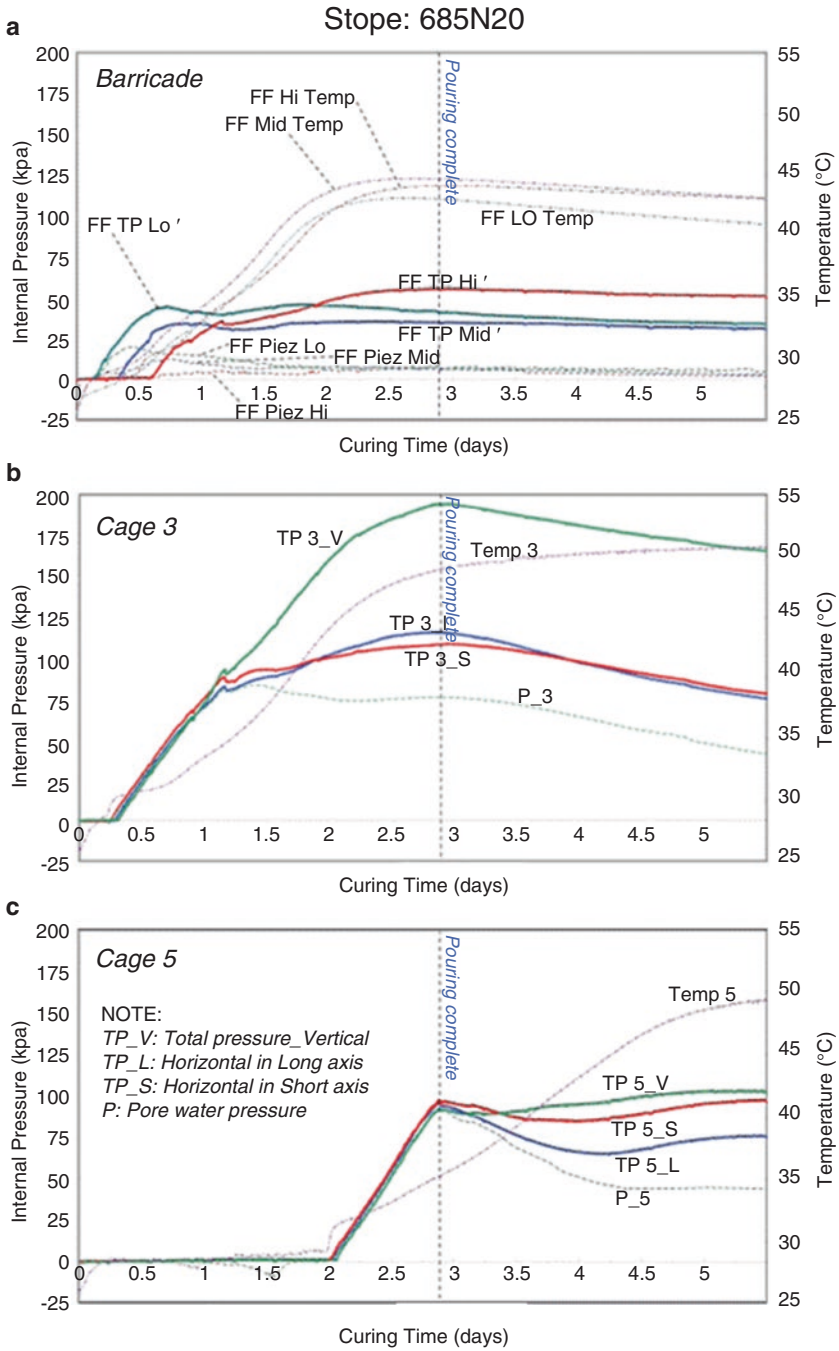 Stope: 685N20
a
200
175
150
125
100
75
50
25
0
-25
Internal Pressure (kpa)
Barricade
FF Hi Temp
FF Mid Temp
FF LO Temp
FF TP Lo ′
FF TP Hi ′
FF TP Mid ′
FF Piez Lo
FF Piez Mid
FF Piez Hi
Pouring complete
0 0.5 1 1.5 2 2.5 3 3.5 4 4.5 5
Curing Time (days)
55
50
45
40
35
30
25
Temperature (°C)
b
200
175
150
125
100
75
50
25
0
-25
Internal Pressure (kpa)
Cage 3
TP 3_V
Temp 3
TP 3_L
TP 3_S
P_3
Pouring complete
0 0.5 1 1.5 2 2.5 3 3.5 4 4.5 5
Curing Time (days)
55
50
45
40
35
30
25
Temperature (°C)
c
200
175
150
125
100
75
50
25
0
-25
Internal Pressure (kpa)
Cage 5
NOTE:
TP_V: Total pressure_Vertical
TP_L: Horizontal in Long axis
TP_S: Horizontal in Short axis
P: Pore water pressure
Pouring complete
Temp 5
TP 5_V
TP 5_S
TP 5_L
P_5
0 0.5 1 1.5 2 2.5 3 3.5 4 4.5 5
Curing Time (days)
55
50
45
40
35
30
25
Temperature (°C)